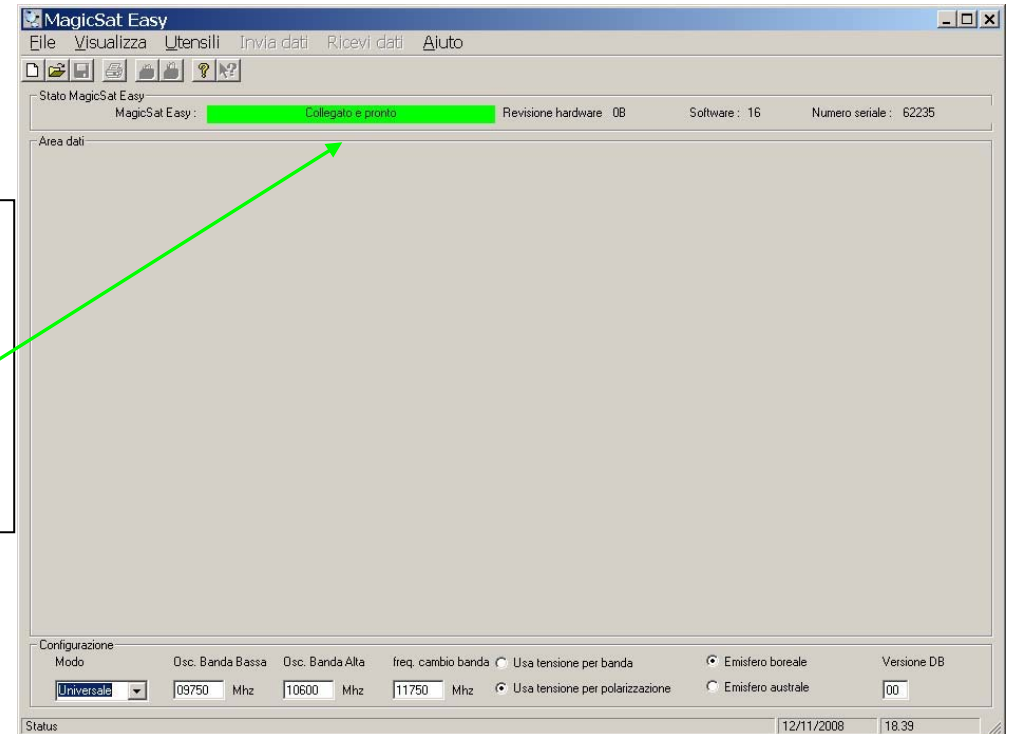 MagicSat Easy
File Visualizza Utensili Invia dati Ricevi dati Aiuto
Stato MagicSat Easy
MagicSat Easy : Collegato e pronto Revisione hardware 0B Software : 16 Numero seriale : 62235
Area dati
Configurazione
Modo Osc. Banda Bassa Osc. Banda Alta freq. cambio banda Usa tensione per banda Emisfero boreale Versione DB
Universale 09750 Mhz 10600 Mhz 11750 Mhz Usa tensione per polarizzazione Emisfero australe 00
Status 12/11/2008 18.39